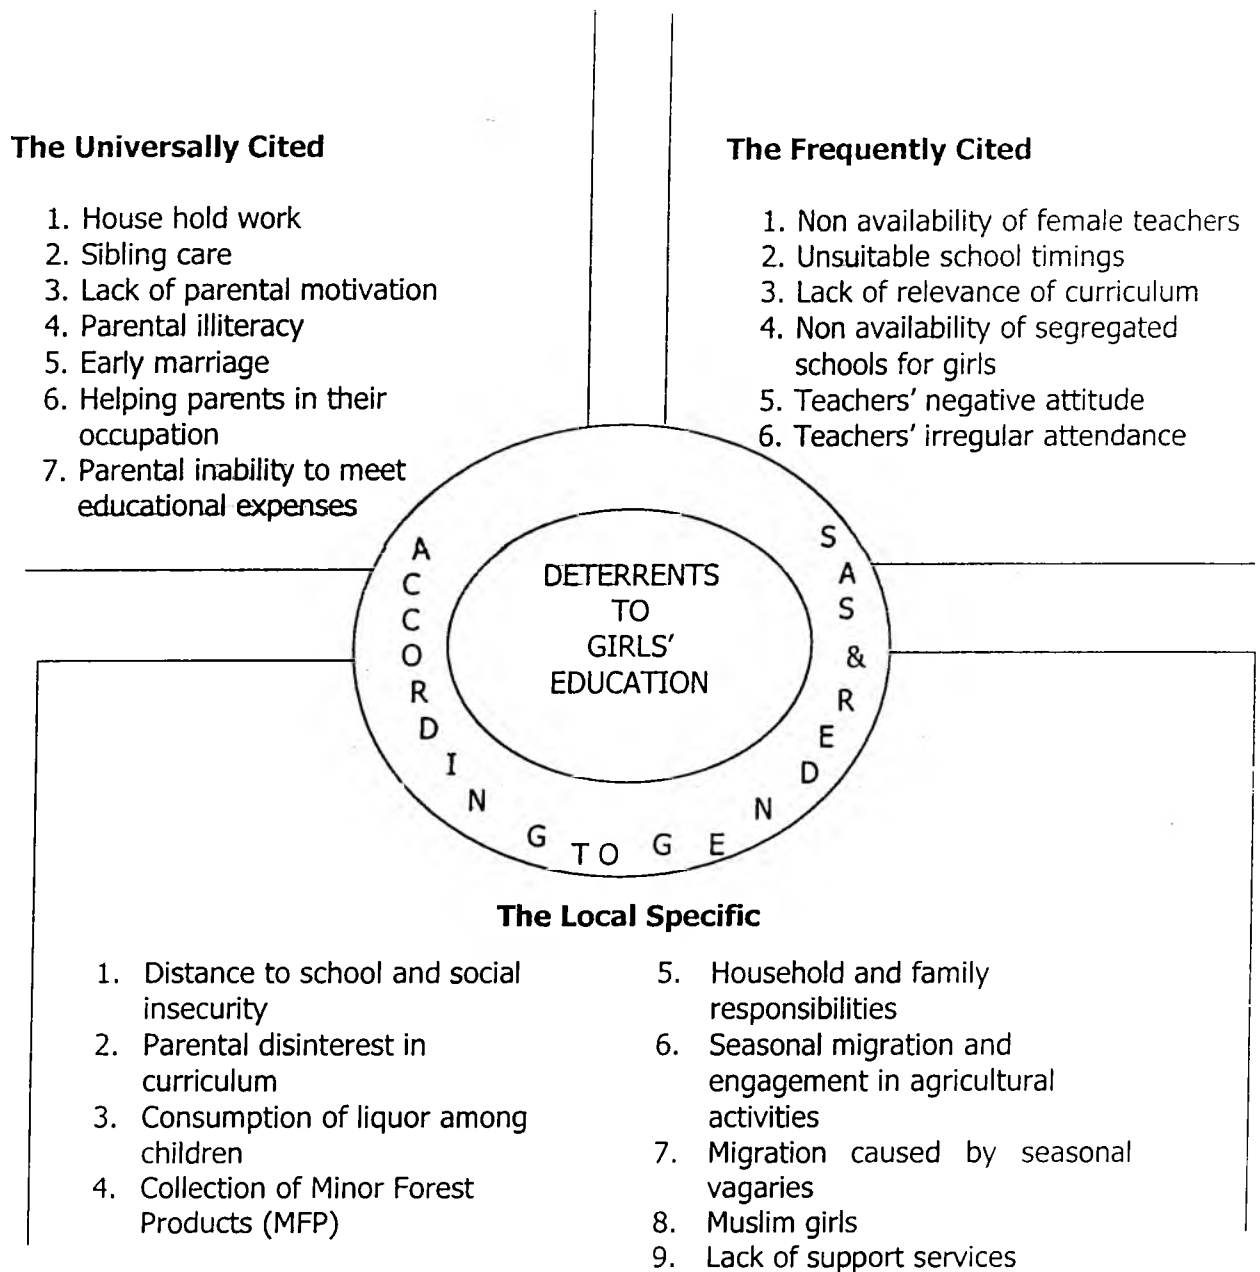 The Universally Cited
1. House hold work
2. Sibling care
3. Lack of parental motivation
4. Parental illiteracy
5. Early marriage
6. Helping parents in their
occupation
7. Parental inability to meet
educational expenses
The Frequently Cited
1. Non availability of female teachers
2. Unsuitable school timings
3. Lack of relevance of curriculum
4. Non availability of segregated
schools for girls
5. Teachers' negative attitude
6. Teachers' irregular attendance
DETERRENTS
TO
GIRLS'
EDUCATION
ACCORDING TO GENDER & SAS
The Local Specific
1. Distance to school and social
insecurity
2. Parental disinterest in
curriculum
3. Consumption of liquor among
children
4. Collection of Minor Forest
Products (MFP)
5. Household and family
responsibilities
6. Seasonal migration and
engagement in agricultural
activities
7. Migration caused by seasonal
vagaries
8. Muslim girls
9. Lack of support services